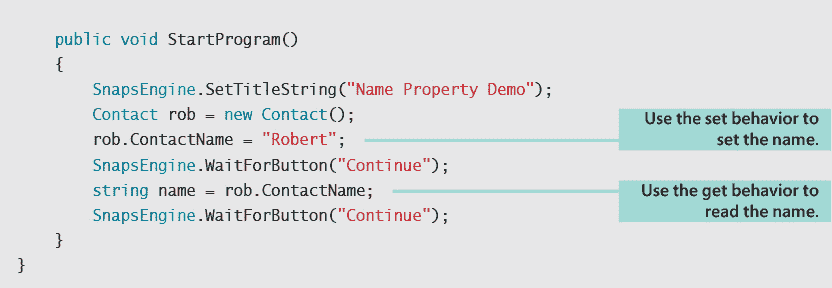 public void StartProgram()
{
SnapsEngine.SetTitleString("Name Property Demo");
Contact rob = new Contact();
rob.ContactName = "Robert";
Use the set behavior to
set the name.
SnapsEngine.WaitForButton("Continue");
string name = rob.ContactName;
Use the get behavior to
read the name.
SnapsEngine.WaitForButton("Continue");
}
}